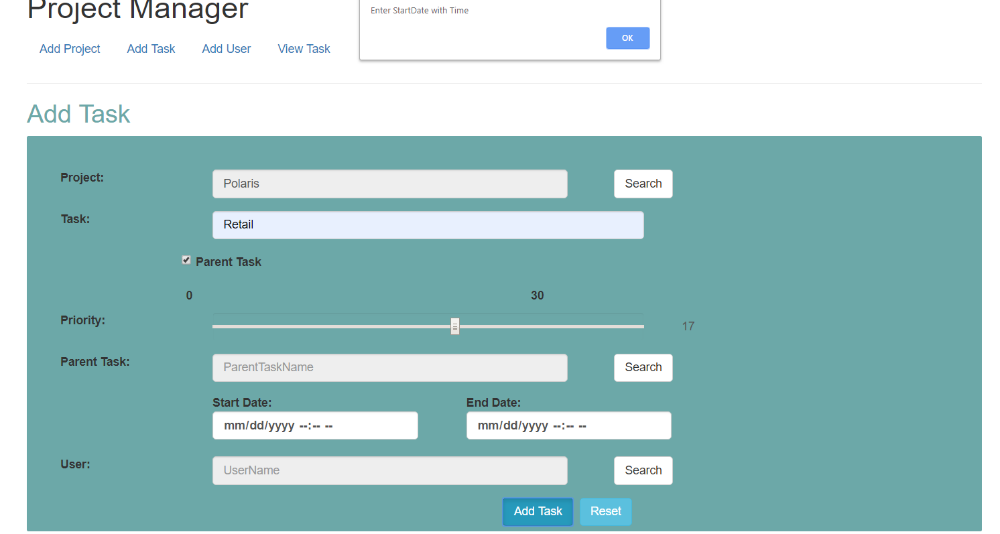 Project Manager
Enter StartDate with Time
OK
Add Project Add Task Add User View Task
Add Task
Project: Polaris Search
Task: Retail
Parent Task
0 30
Priority: 17
Parent Task: ParentTaskName Search
Start Date: End Date:
mm/dd/yyyy --:-- -- mm/dd/yyyy --:-- --
User: UserName Search
Add Task Reset